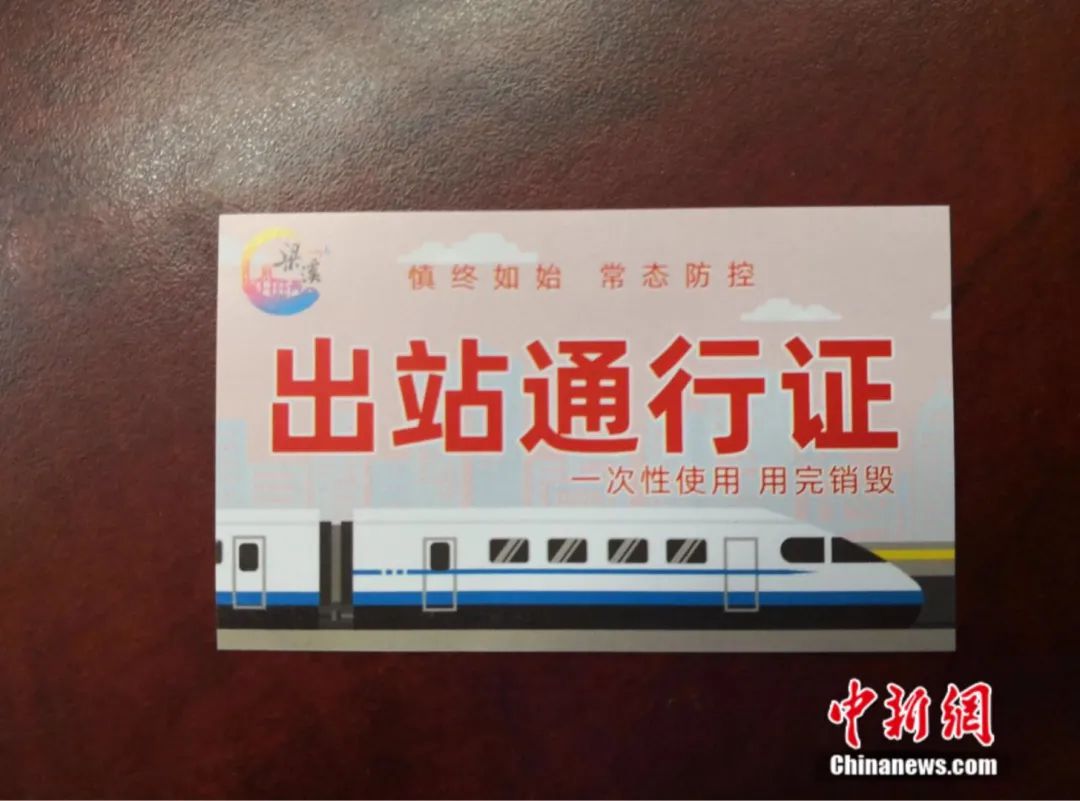 梁溪
慎终如始 常态防控
出站通行证
一次性使用 用完销毁
中新網
Chinanews.com